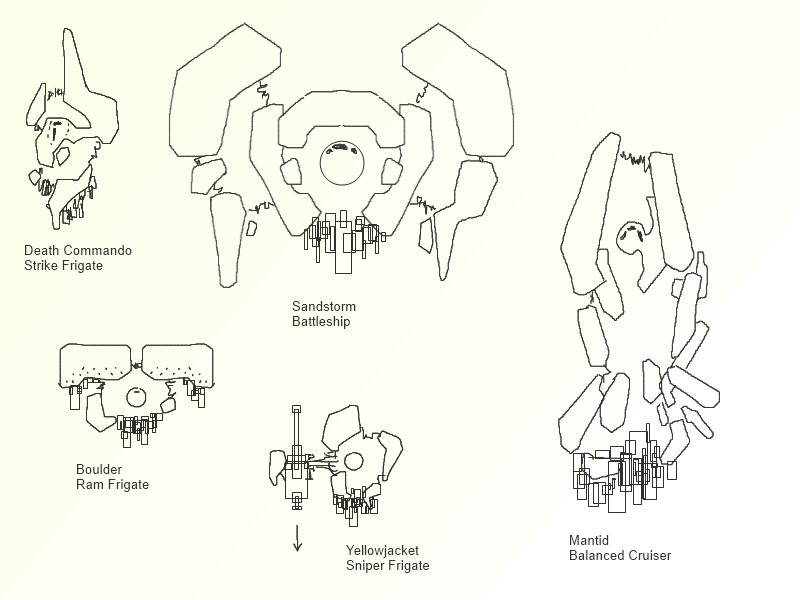 Death Commando
Strike Frigate
Sandstorm
Battleship
Boulder
Ram Frigate
Yellowjacket
Sniper Frigate
Mantid
Balanced Cruiser